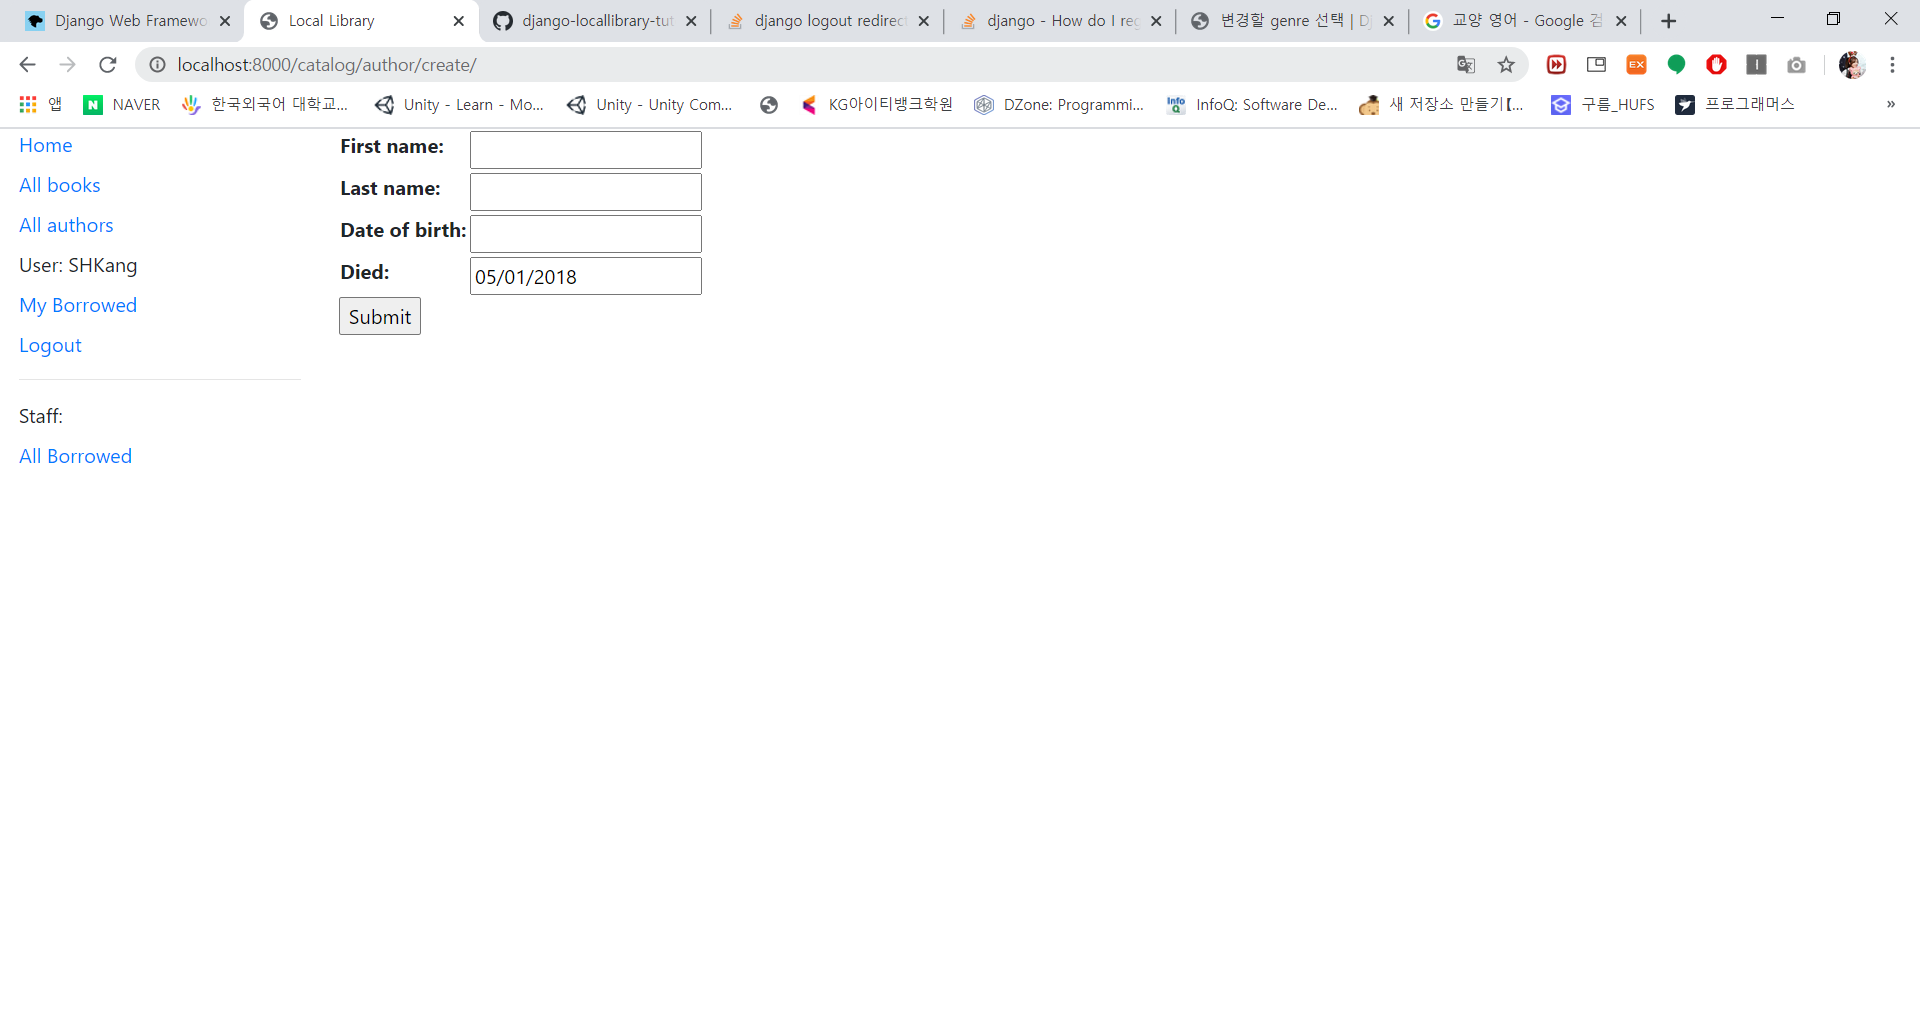 Django Web Framewo
Local Library
django-locallibrary-tut
django logout redirect
django - How do I reg
변경할 genre 선택 | Dj
교양 영어 - Google 검
localhost:8000/catalog/author/create/
EX
앱
NAVER
한국외국어 대학교...
Unity - Learn - Mo...
Unity - Unity Com...
KG아이티뱅크학원
DZone: Programmi...
InfoQ: Software De...
새 저장소 만들기【...
구름_HUFS
프로그래머스
»
Home
All books
All authors
User: SHKang
My Borrowed
Logout
Staff:
All Borrowed
First name:
Last name:
Date of birth:
Died: 05/01/2018
Submit